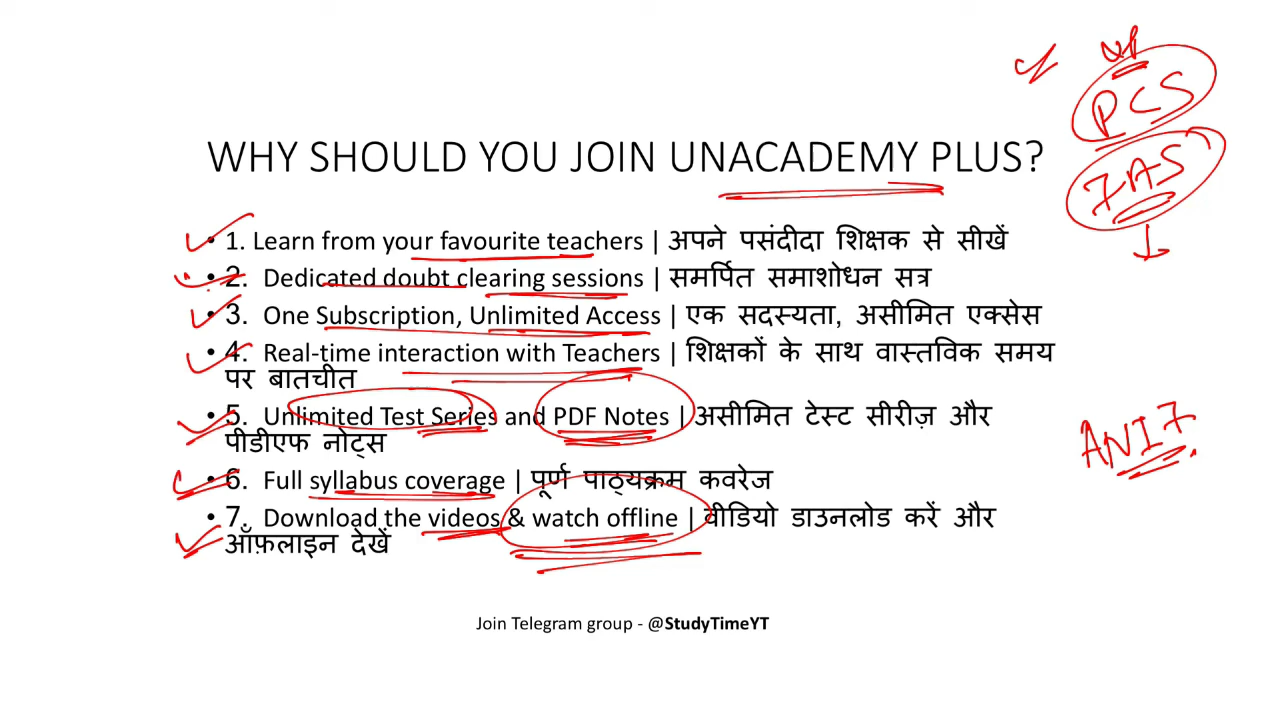 UP
PCS
IAS
WHY SHOULD YOU JOIN UNACADEMY PLUS?
• 1. Learn from your favourite teachers | अपने पसंदीदा शिक्षक से सीखें
• 2. Dedicated doubt clearing sessions | समर्पित समाशोधन सत्र
• 3. One Subscription, Unlimited Access | एक सदस्यता, असीमित एक्सेस
• 4. Real-time interaction with Teachers | शिक्षकों के साथ वास्तविक समय
पर बातचीत
• 5. Unlimited Test Series and PDF Notes | असीमित टेस्ट सीरीज़ और
पीडीएफ नोट्स
ANI7
• 6. Full syllabus coverage | पूर्ण पाठ्यक्रम कवरेज
• 7. Download the videos & watch offline | वीडियो डाउनलोड करें और
ऑफ़लाइन देखें
Join Telegram group - @StudyTimeYT